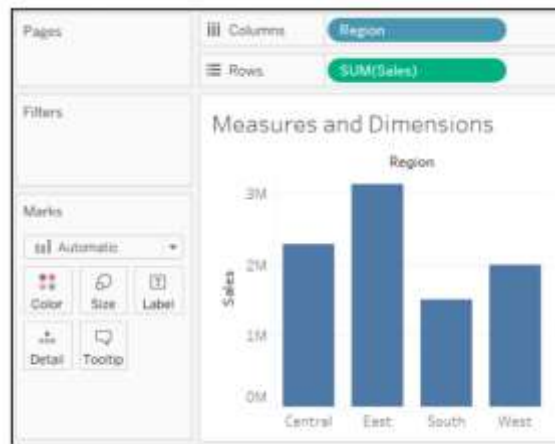 Pages
Columns
Region
Rows
SUM(Sales)
Filters
Measures and Dimensions
Region
Marks
Automatic
Color
Size
Label
Detail
Tooltip
Sales
3M
2M
1M
0M
Central
East
South
West